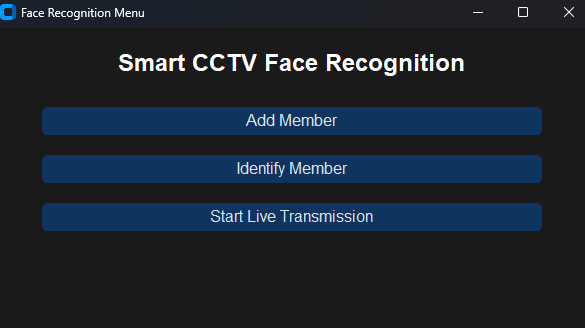 Face Recognition Menu
Smart CCTV Face Recognition
Add Member
Identify Member
Start Live Transmission